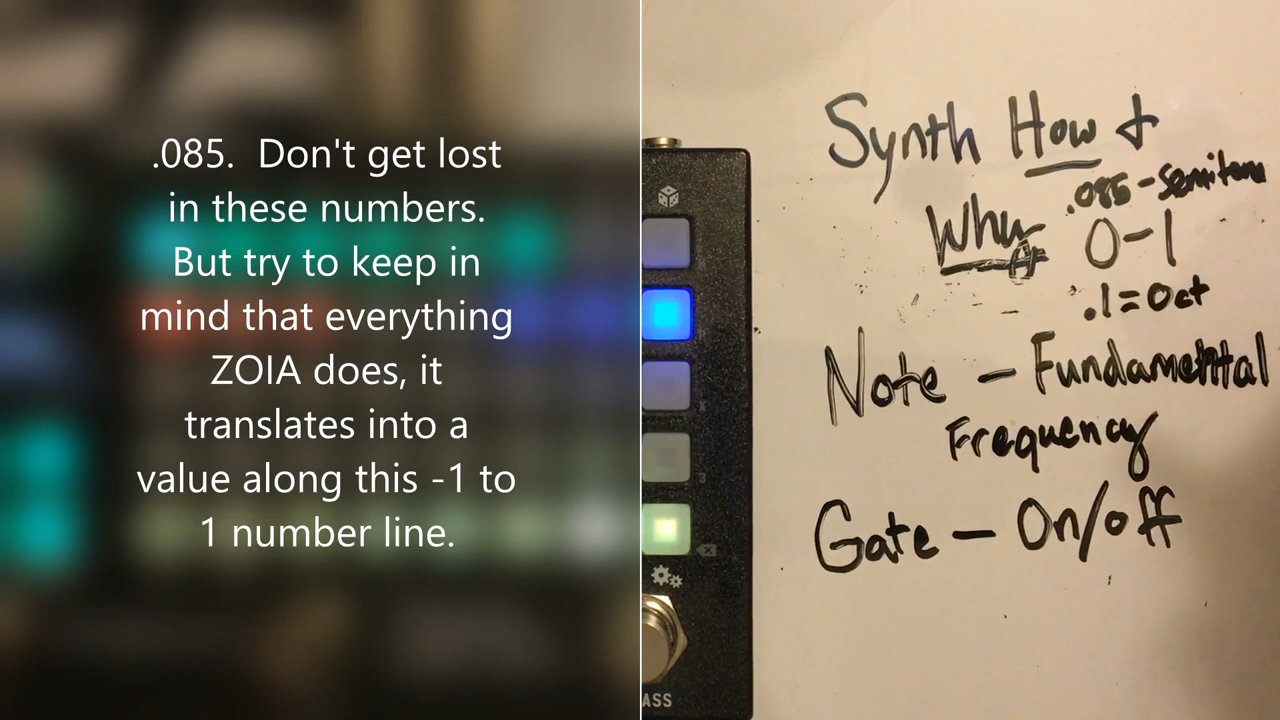 .085.  Don't get lost
in these numbers.
But try to keep in
mind that everything
ZOIA does, it
translates into a
value along this -1 to
1 number line.
Synth How &
.085-semitone
Why 0-1
.1=Oct
Note - Fundamental
Frequency
Gate - On/off
ASS